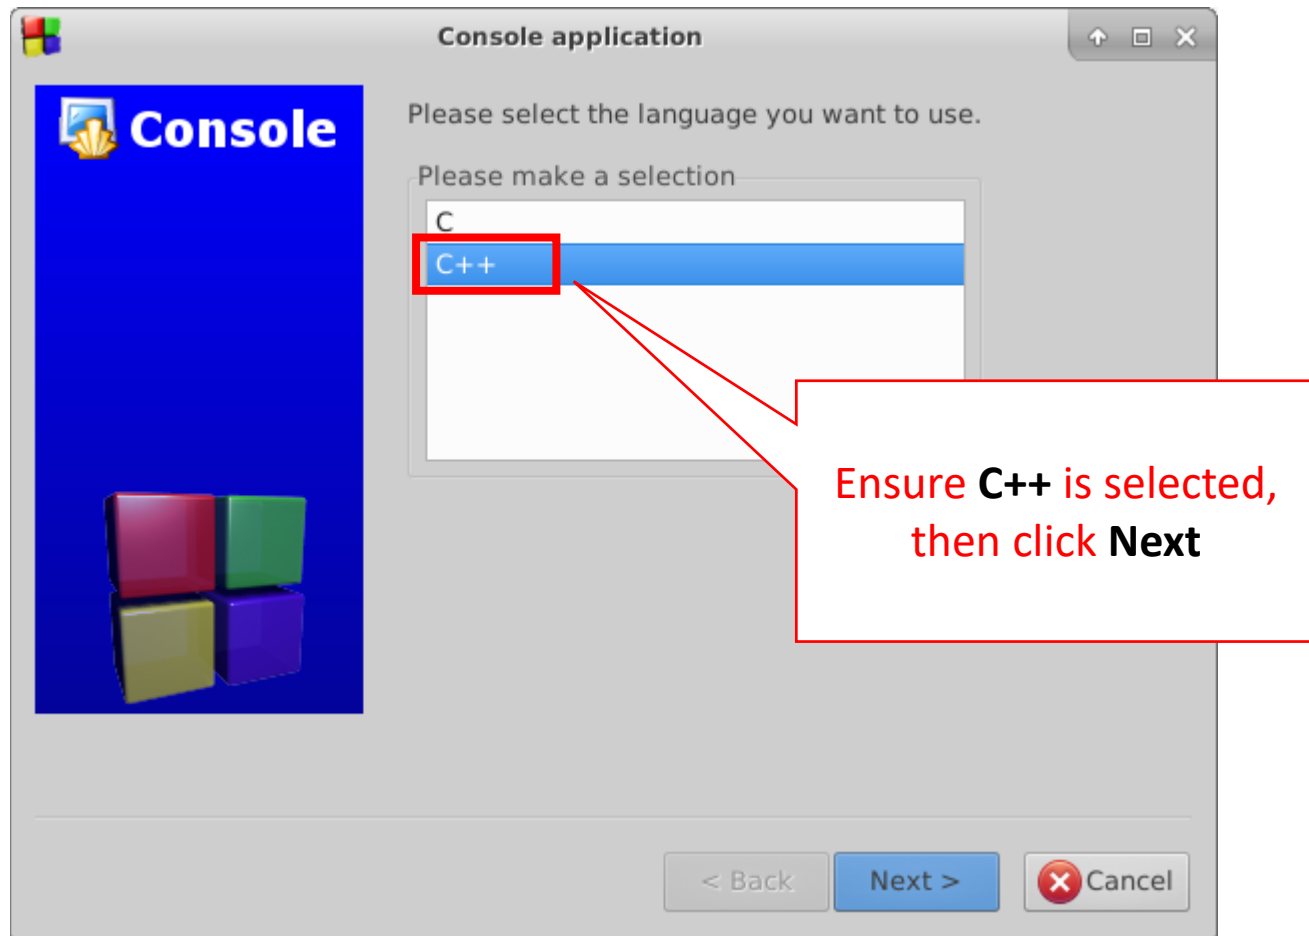 Console application
Console
Please select the language you want to use.
Please make a selection
C
C++
Ensure C++ is selected,
then click Next
< Back
Next >
Cancel